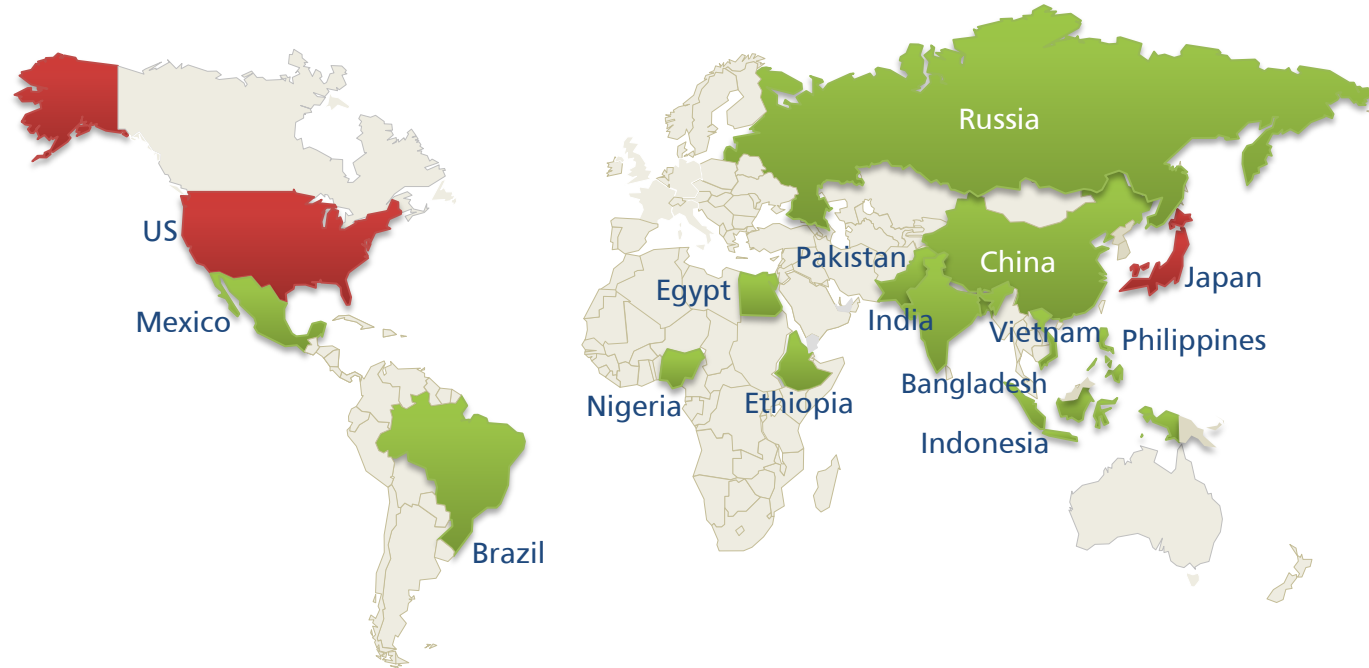 Russia
US
Pakistan
China
Japan
Egypt
Mexico
India
Vietnam
Philippines
Bangladesh
Nigeria
Ethiopia
Indonesia
Brazil